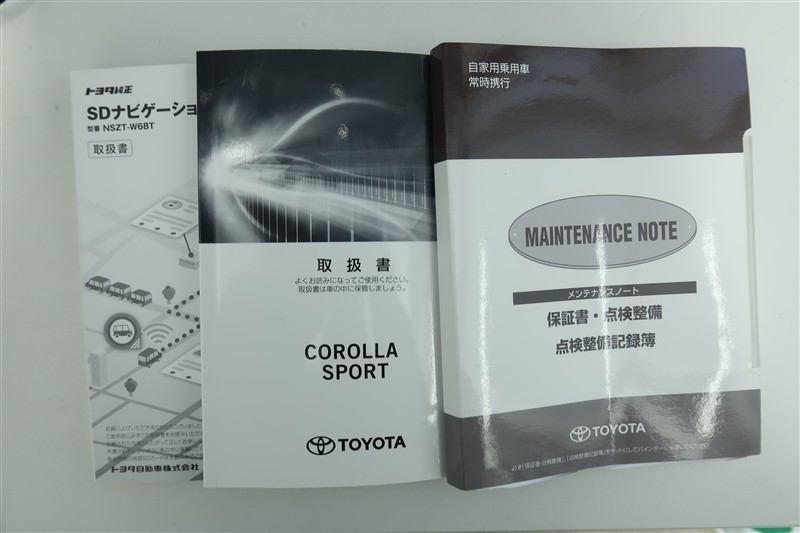 トヨタ純正
SDナビゲーショ
型番 NSZT-W68T
取扱書
トヨタ自動車株式会社
取扱書
よくお読みになってご使用ください。
取扱書は車の中に保管しましょう。
COROLLA
SPORT
TOYOTA
自家用乗用車
常時携行
MAINTENANCE NOTE
メンテナンスノート
保証書・点検整備
点検整備記録簿
TOYOTA